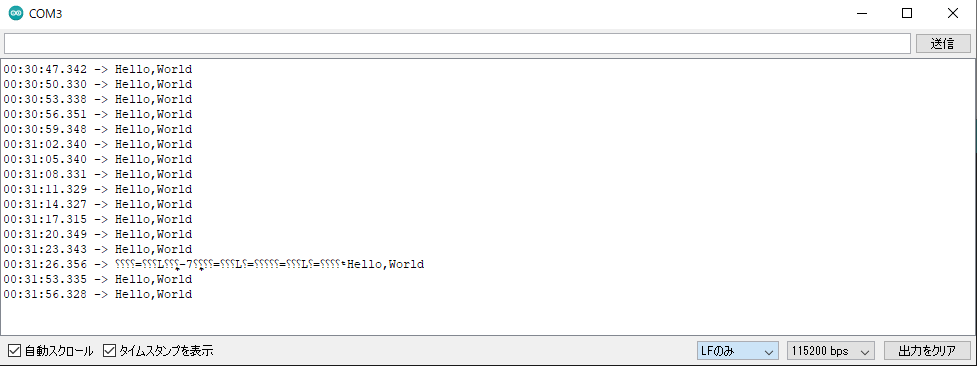 COM3
送信
00:30:47.342 -> Hello,World
00:30:50.330 -> Hello,World
00:30:53.338 -> Hello,World
00:30:56.351 -> Hello,World
00:30:59.348 -> Hello,World
00:31:02.340 -> Hello,World
00:31:05.340 -> Hello,World
00:31:08.331 -> Hello,World
00:31:11.329 -> Hello,World
00:31:14.327 -> Hello,World
00:31:17.315 -> Hello,World
00:31:20.349 -> Hello,World
00:31:23.343 -> Hello,World
00:31:26.356 -> Hello,World
00:31:53.335 -> Hello,World
00:31:56.328 -> Hello,World
自動スクロール タイムスタンプを表示 LFのみ 115200 bps 出力をクリア